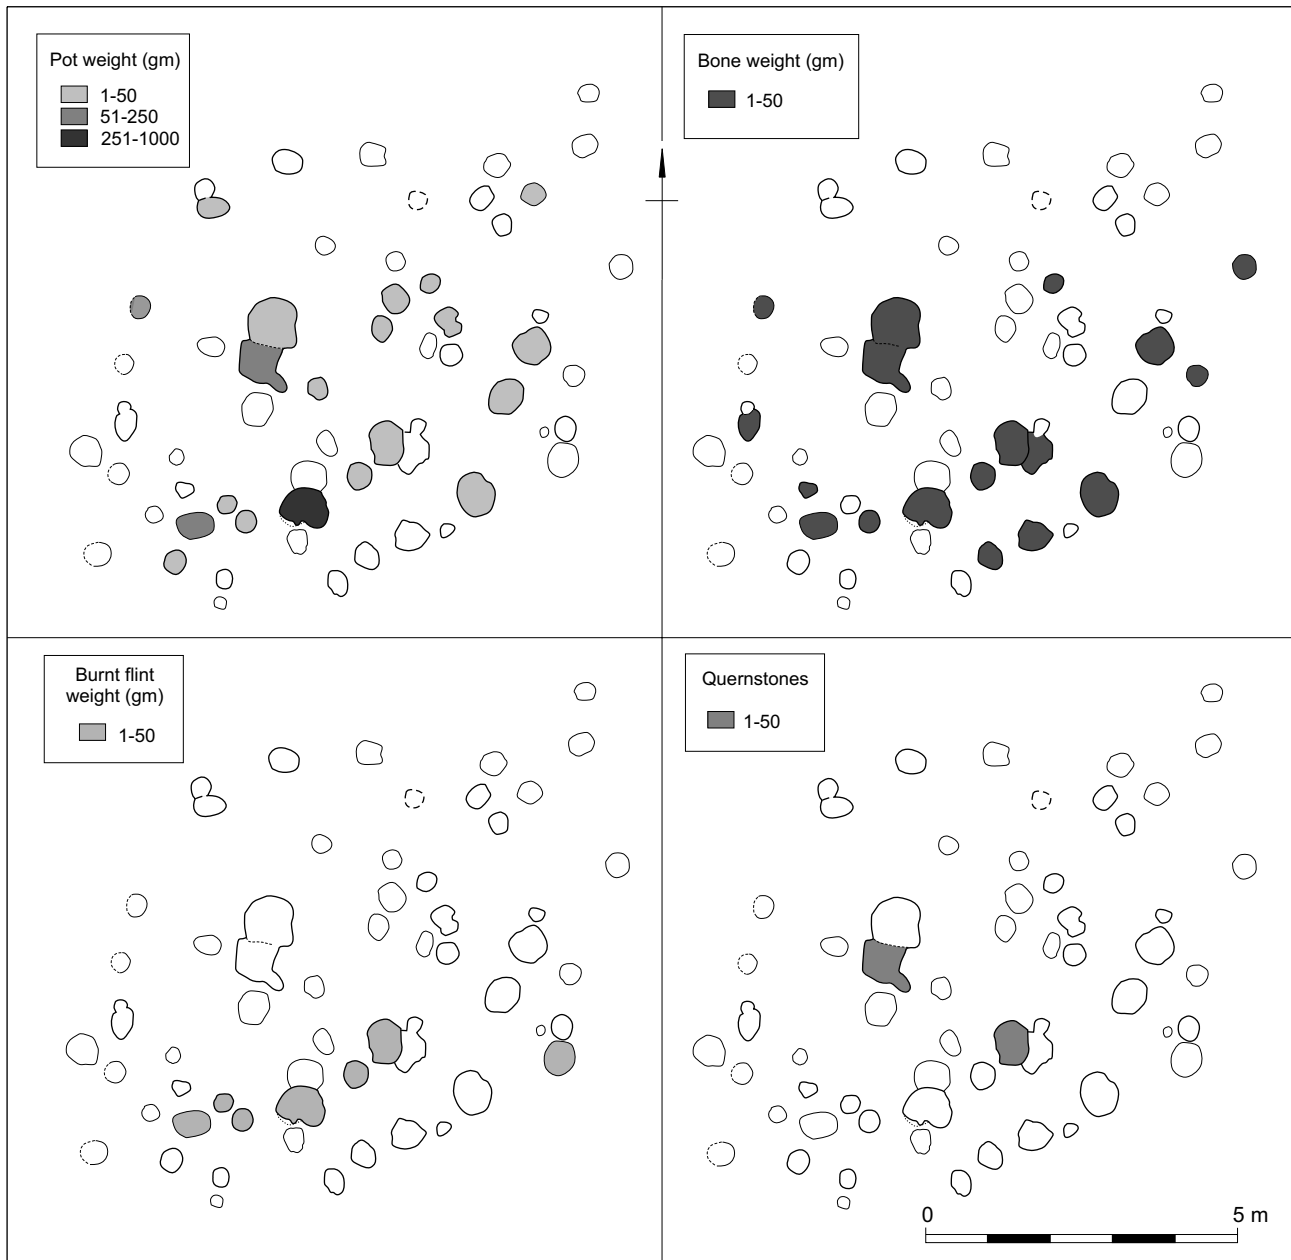 Pot weight (gm)
1-50
51-250
251-1000
Bone weight (gm)
1-50
Burnt flint
weight (gm)
1-50
Quernstones
1-50
0 5 m